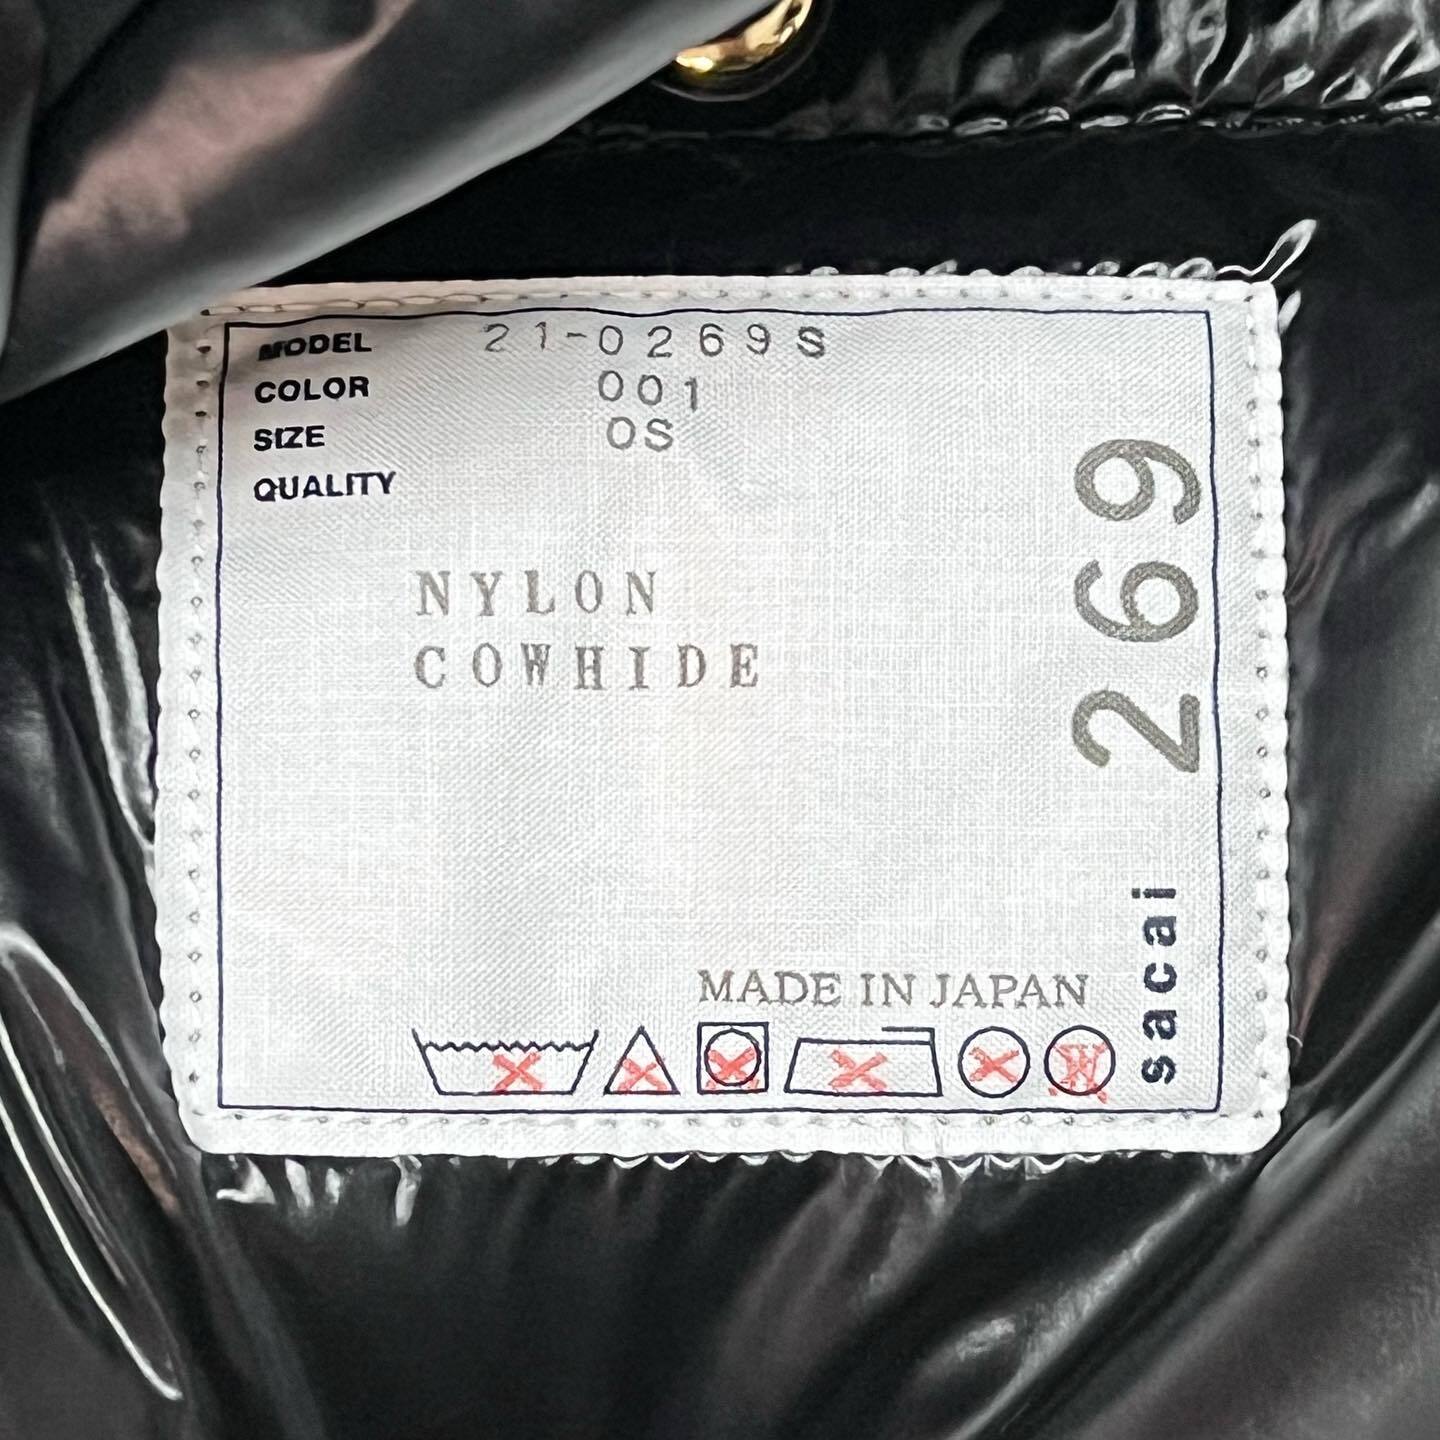 MODEL 21-0269S
COLOR 001
SIZE OS
QUALITY
NYLON
COWHIDE
MADE IN JAPAN
269
sacai
W